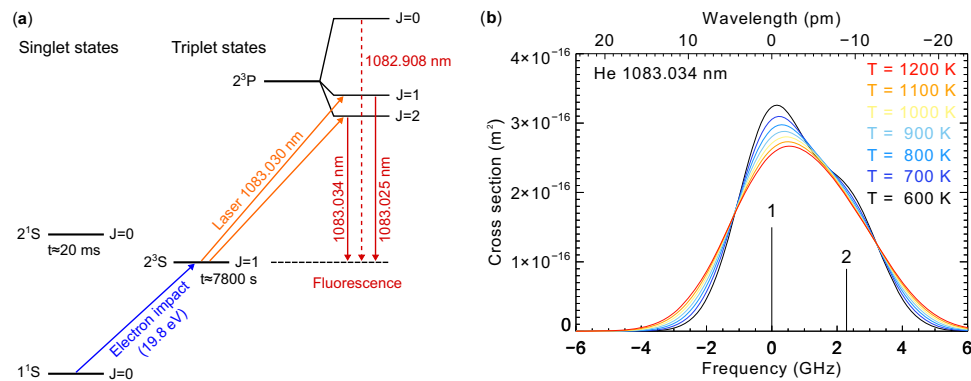 (a)
Singlet states
Triplet states
J=0
1082.908 nm
2³P
J=1
J=2
Laser 1083.030 nm
1083.034 nm
1083.025 nm
2¹S
J=0
t≈20 ms
2³S
J=1
t≈7800 s
Fluorescence
Electron impact
(19.8 eV)
1¹S
J=0
(b)
Wavelength (pm)
20 10 0 −10 −20
He 1083.034 nm
T = 1200 K
T = 1100 K
T = 1000 K
T = 900 K
T = 800 K
T = 700 K
T = 600 K
Cross section (m²)
4×10⁻¹⁶
3×10⁻¹⁶
2×10⁻¹⁶
1×10⁻¹⁶
0
1
2
−6 −4 −2 0 2 4 6
Frequency (GHz)